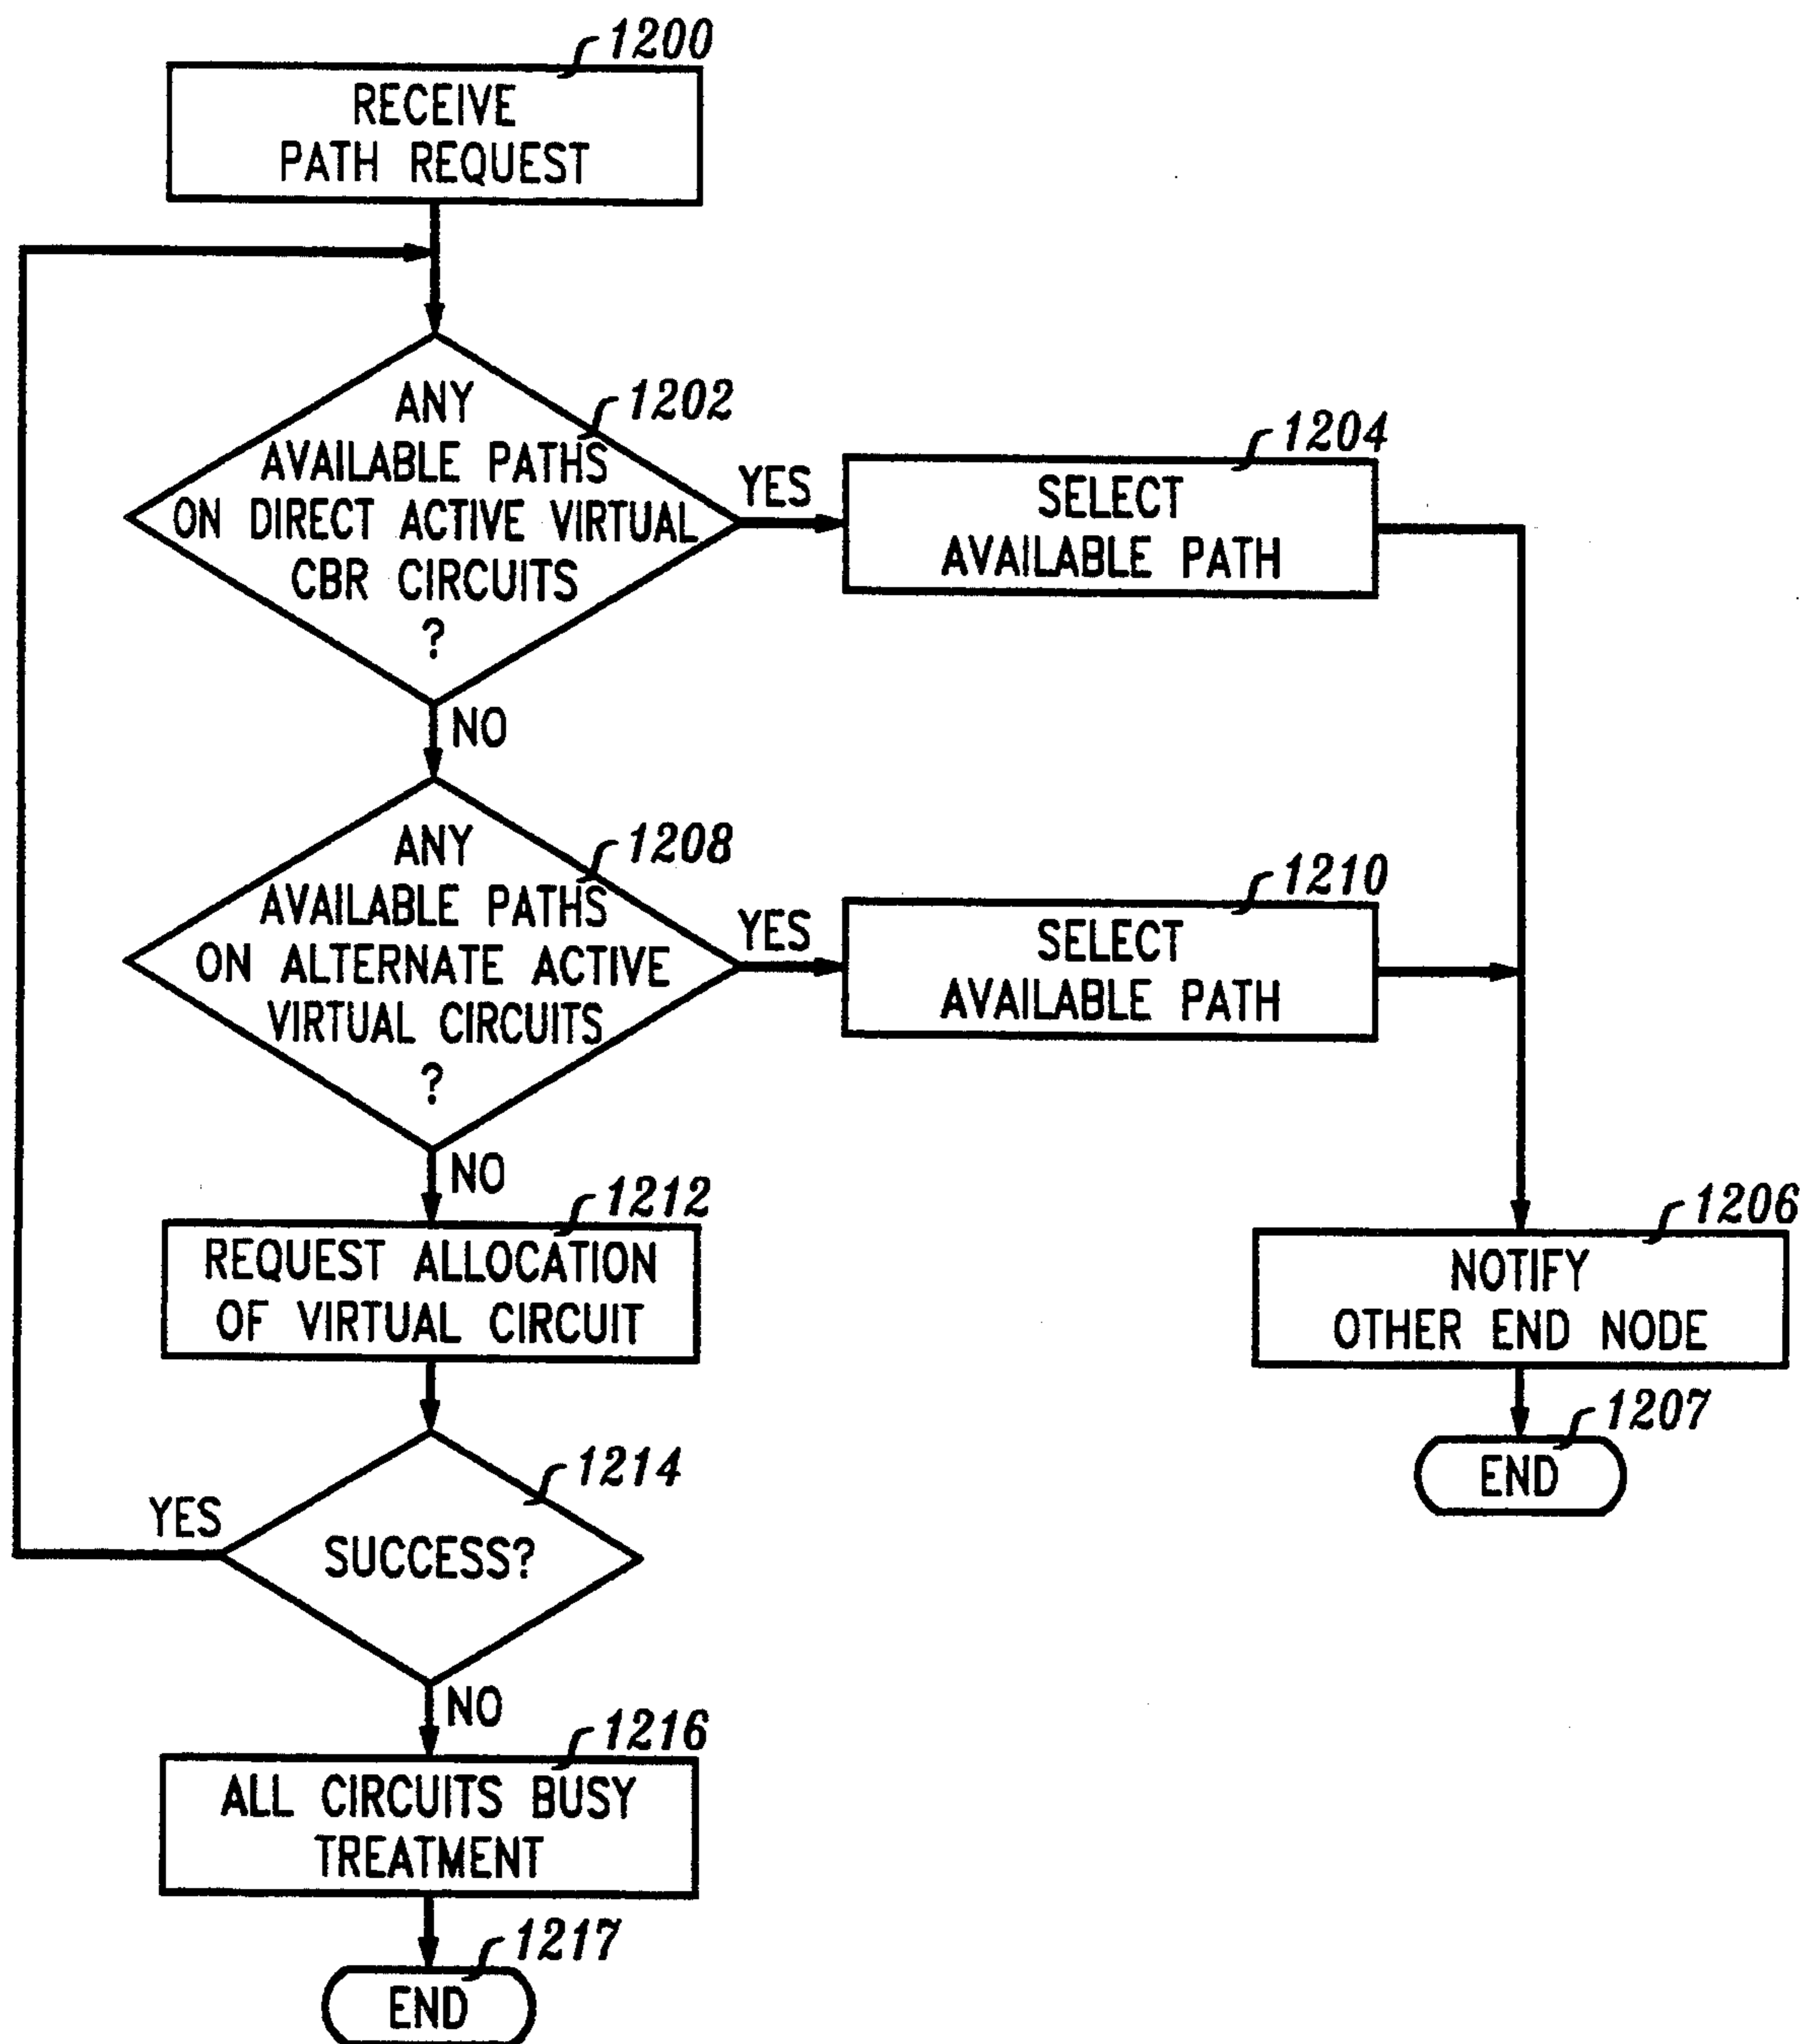 1200
RECEIVE
PATH REQUEST
1202
ANY
AVAILABLE PATHS
ON DIRECT ACTIVE VIRTUAL
CBR CIRCUITS
?
YES
1204
SELECT
AVAILABLE PATH
NO
1208
ANY
AVAILABLE PATHS
ON ALTERNATE ACTIVE
VIRTUAL CIRCUITS
?
YES
1210
SELECT
AVAILABLE PATH
NO
1212
REQUEST ALLOCATION
OF VIRTUAL CIRCUIT
1206
NOTIFY
OTHER END NODE
1207
END
1214
YES
SUCCESS?
NO
1216
ALL CIRCUITS BUSY
TREATMENT
1217
END